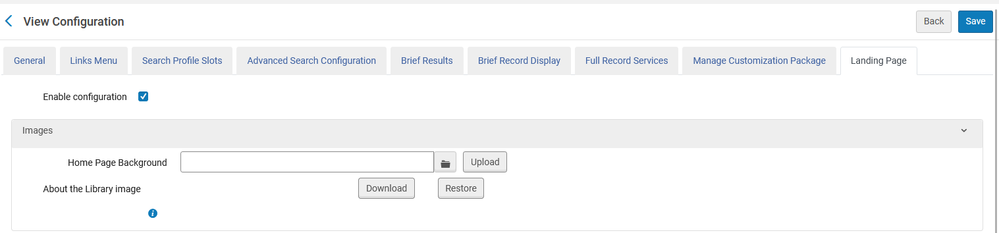 View Configuration Back Save
General Links Menu Search Profile Slots Advanced Search Configuration Brief Results Brief Record Display Full Record Services Manage Customization Package Landing Page
Enable configuration
Images
Home Page Background Upload
About the Library image Download Restore
i